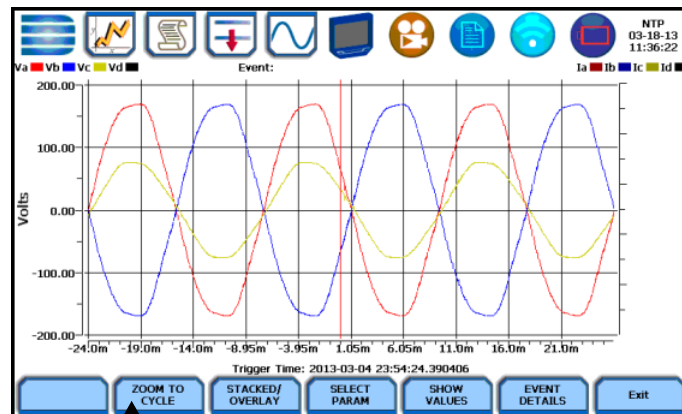 NTP
03-18-13
11:36:22
Va Vb Vc Vd
Event:
Ia Ib Ic Id
200.00
100.00
0.00
-100.00
-200.00
Volts
-24.0m -19.0m -14.0m -8.95m -3.95m 1.05m 6.05m 11.0m 16.0m 21.0m
Trigger Time: 2013-03-04 23:54:24.390406
ZOOM TO
CYCLE
STACKED/
OVERLAY
SELECT
PARAM
SHOW
VALUES
EVENT
DETAILS
Exit